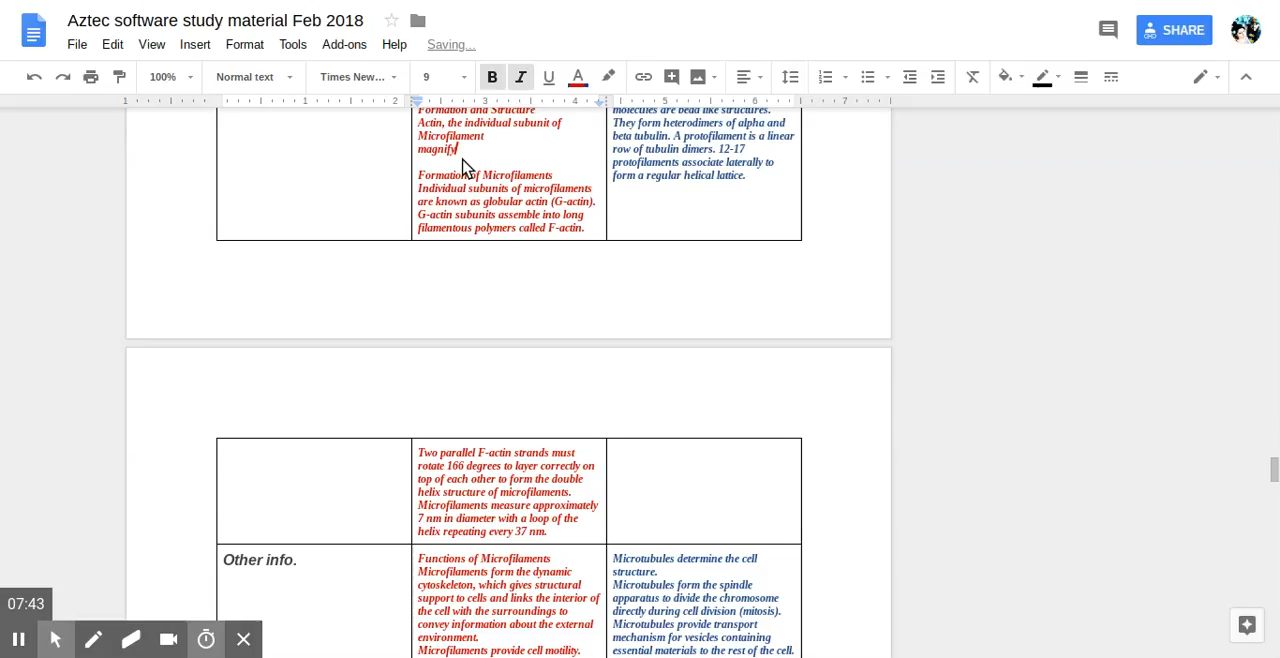 Aztec software study material Feb 2018
File Edit View Insert Format Tools Add-ons Help Saving...
SHARE
100% Normal text Times New... 9
1 1 2 3 4 5 6 7
Formation and Structure
Actin, the individual subunit of
Microfilament
magnify
Formation of Microfilaments
Individual subunits of microfilaments
are known as globular actin (G-actin).
G-actin subunits assemble into long
filamentous polymers called F-actin.
molecules are bead like structures.
They form heterodimers of alpha and
beta tubulin. A protofilament is a linear
row of tubulin dimers. 12-17
protofilaments associate laterally to
form a regular helical lattice.
Two parallel F-actin strands must
rotate 166 degrees to layer correctly on
top of each other to form the double
helix structure of microfilaments.
Microfilaments measure approximately
7 nm in diameter with a loop of the
helix repeating every 37 nm.
Other info.
Functions of Microfilaments
Microfilaments form the dynamic
cytoskeleton, which gives structural
support to cells and links the interior of
the cell with the surroundings to
convey information about the external
environment.
Microfilaments provide cell motility.
Microtubules determine the cell
structure.
Microtubules form the spindle
apparatus to divide the chromosome
directly during cell division (mitosis).
Microtubules provide transport
mechanism for vesicles containing
essential materials to the rest of the cell.
07:43